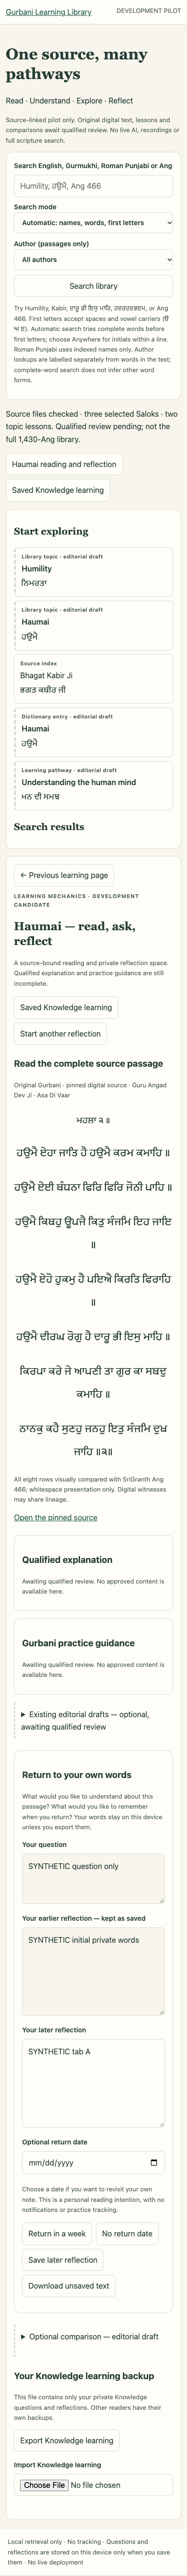 Gurbani Learning Library
DEVELOPMENT PILOT
One source, many
pathways
Read · Understand · Explore · Reflect
Source-linked pilot only. Original digital text, lessons and
comparisons await qualified review. No live AI, recordings or
full scripture search.
Search English, Gurmukhi, Roman Punjabi or Ang
Humility, ਹਉਮੈ, Ang 466
Search mode
Automatic: names, words, first letters
Author (passages only)
All authors
Search library
Try Humility, Kabir, ਦਾਰੂ ਭੀ ਇਸੁ ਮਾਹਿ, ਹਰਕਰਦਭਇਮ, or Ang
466. First letters accept spaces and vowel carriers (ੳ
ਅ ੲ). Automatic search tries complete words before
first letters; choose Anywhere for initials within a line.
Roman Punjabi uses indexed names only. Author
lookups are labelled separately from words in the text;
complete-word search does not infer other word
forms.
Source files checked · three selected Saloks · two
topic lessons. Qualified review pending; not the
full 1,430-Ang library.
Haumai reading and reflection
Saved Knowledge learning
Start exploring
Library topic · editorial draft
Humility
ਨਿਮਰਤਾ
Library topic · editorial draft
Haumai
ਹਉਮੈ
Source index
Bhagat Kabir Ji
ਭਗਤ ਕਬੀਰ ਜੀ
Dictionary entry · editorial draft
Haumai
ਹਉਮੈ
Learning pathway · editorial draft
Understanding the human mind
ਮਨ ਦੀ ਸਮਝ
Search results
← Previous learning page
LEARNING MECHANICS · DEVELOPMENT
CANDIDATE
Haumai — read, ask,
reflect
A source-bound reading and private reflection space.
Qualified explanation and practice guidance are still
incomplete.
Saved Knowledge learning
Start another reflection
Read the complete source passage
Original Gurbani · pinned digital source · Guru Angad
Dev Ji · Asa Di Vaar
ਮਹਲਾ ੨ ॥
ਹਉਮੈ ਏਹਾ ਜਾਤਿ ਹੈ ਹਉਮੈ ਕਰਮ ਕਮਾਹਿ ॥
ਹਉਮੈ ਏਈ ਬੰਧਨਾ ਫਿਰਿ ਫਿਰਿ ਜੋਨੀ ਪਾਹਿ ॥
ਹਉਮੈ ਕਿਥਹੁ ਊਪਜੈ ਕਿਤੁ ਸੰਜਮਿ ਇਹ ਜਾਇ
॥
ਹਉਮੈ ਏਹੋ ਹੁਕਮੁ ਹੈ ਪਇਐ ਕਿਰਤਿ ਫਿਰਾਹਿ
॥
ਹਉਮੈ ਦੀਰਘ ਰੋਗੁ ਹੈ ਦਾਰੂ ਭੀ ਇਸੁ ਮਾਹਿ ॥
ਕਿਰਪਾ ਕਰੇ ਜੇ ਆਪਣੀ ਤਾ ਗੁਰ ਕਾ ਸਬਦੁ
ਕਮਾਹਿ ॥
ਨਾਨਕੁ ਕਹੈ ਸੁਣਹੁ ਜਨਹੁ ਇਤੁ ਸੰਜਮਿ ਦੁਖ
ਜਾਹਿ ॥੨॥
All eight rows visually compared with SriGranth Ang
466; whitespace presentation only. Digital witnesses
may share lineage.
Open the pinned source
Qualified explanation
Awaiting qualified review. No approved content is
available here.
Gurbani practice guidance
Awaiting qualified review. No approved content is
available here.
▶ Existing editorial drafts — optional,
awaiting qualified review
Return to your own words
What would you like to understand about this
passage? What would you like to remember
when you return? Your words stay on this device
unless you export them.
Your question
SYNTHETIC question only
Your earlier reflection — kept as saved
SYNTHETIC initial private words
Your later reflection
SYNTHETIC tab A
Optional return date
mm/dd/yyyy
Choose a date if you want to revisit your own
note. This is a personal reading intention, with no
notifications or practice tracking.
Return in a week
No return date
Save later reflection
Download unsaved text
▶ Optional comparison — editorial draft
Your Knowledge learning backup
This file contains only your private Knowledge
questions and reflections. Other readers have their
own backups.
Export Knowledge learning
Import Knowledge learning
Choose File No file chosen
Local retrieval only · No tracking · Questions and
reflections are stored on this device only when you save
them · No live deployment